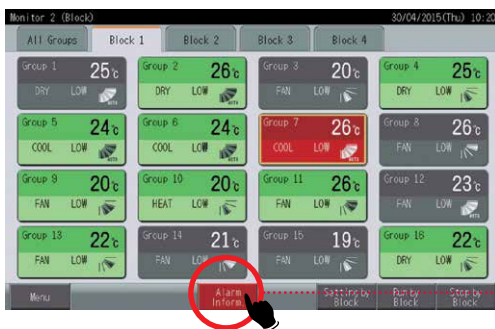 Monitor 2 (Block) 30/04/2015(Thu) 10:20
All Groups Block 1 Block 2 Block 3 Block 4
Group 1 25℃ Group 2 26℃ Group 3 20℃ Group 4 25℃
DRY LOW AUTO DRY LOW FAN LOW DRY LOW
Group 5 24℃ Group 6 24℃ Group 7 26℃ Group 8 26℃
COOL LOW AUTO COOL LOW AUTO COOL LOW AUTO FAN LOW
Group 9 20℃ Group 10 20℃ Group 11 26℃ Group 12 23℃
FAN LOW HEAT LOW FAN LOW FAN LOW
Group 13 22℃ Group 14 21℃ Group 15 19℃ Group 16 22℃
FAN LOW FAN LOW FAN LOW DRY LOW
Menu Alarm Setting by Run by Stop by
Inform. Block Block Block